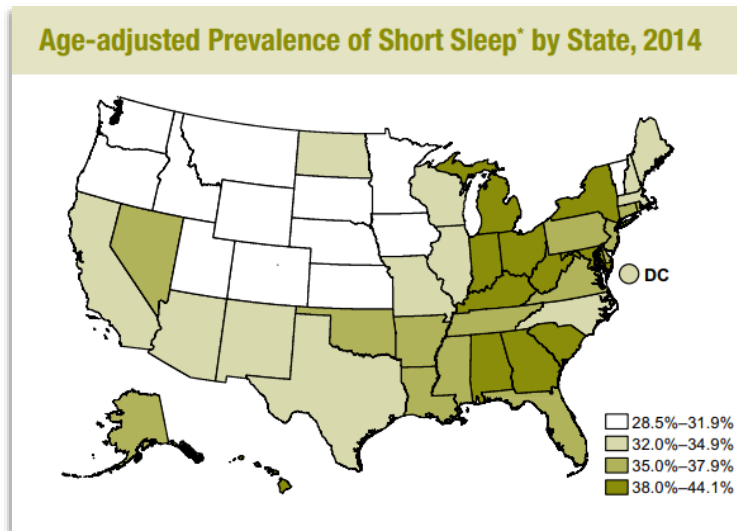 Age-adjusted Prevalence of Short Sleep* by State, 2014
DC
28.5%–31.9%
32.0%–34.9%
35.0%–37.9%
38.0%–44.1%